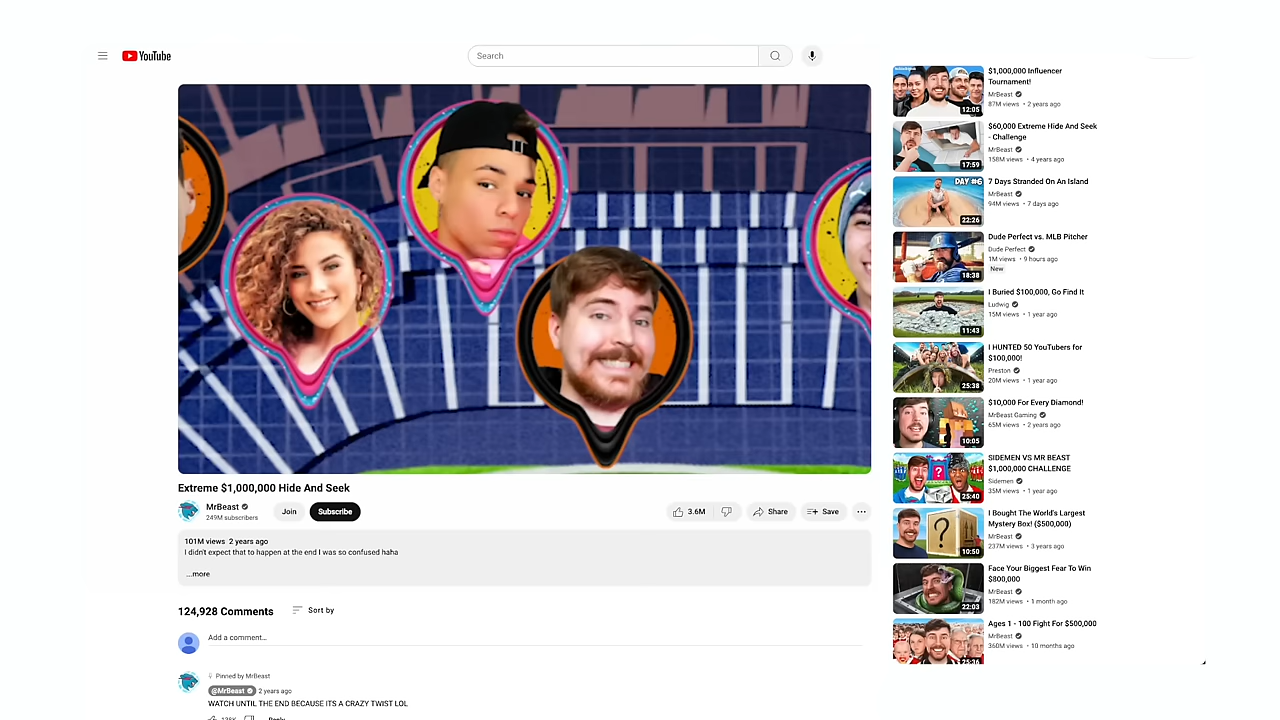 YouTube
Search
Extreme $1,000,000 Hide And Seek
MrBeast
249M subscribers
Join
Subscribe
3.6M
Share
Save
101M views 2 years ago
I didn't expect that to happen at the end I was so confused haha
...more
124,928 Comments
Sort by
Add a comment...
Pinned by MrBeast
@MrBeast 2 years ago
WATCH UNTIL THE END BECAUSE ITS A CRAZY TWIST LOL
138K
Reply
12:05
$1,000,000 Influencer
Tournament!
MrBeast
87M views • 2 years ago
17:59
$60,000 Extreme Hide And Seek
- Challenge
MrBeast
158M views • 4 years ago
DAY #6
22:26
7 Days Stranded On An Island
MrBeast
94M views • 7 days ago
18:38
Dude Perfect vs. MLB Pitcher
Dude Perfect
1M views • 9 hours ago
New
11:43
I Buried $100,000, Go Find It
Ludwig
15M views • 1 year ago
25:38
I HUNTED 50 YouTubers for
$100,000!
Preston
20M views • 1 year ago
10:05
$10,000 For Every Diamond!
MrBeast Gaming
65M views • 2 years ago
?
25:40
SIDEMEN VS MR BEAST
$1,000,000 CHALLENGE
Sidemen
35M views • 1 year ago
?
10:50
I Bought The World's Largest
Mystery Box! ($500,000)
MrBeast
237M views • 3 years ago
22:03
Face Your Biggest Fear To Win
$800,000
MrBeast
182M views • 1 month ago
25:36
Ages 1 - 100 Fight For $500,000
MrBeast
360M views • 10 months ago